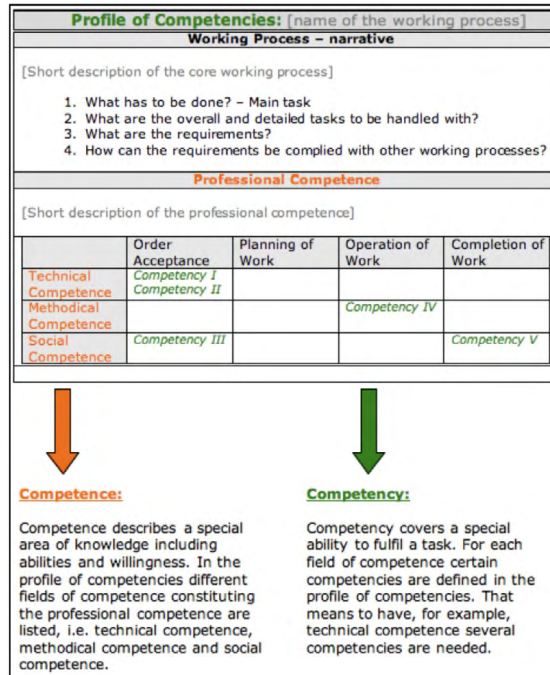 Profile of Competencies: [name of the working process]
Working Process – narrative
[Short description of the core working process]
1. What has to be done? – Main task
2. What are the overall and detailed tasks to be handled with?
3. What are the requirements?
4. How can the requirements be complied with other working processes?
Professional Competence
[Short description of the professional competence]
Order Acceptance Planning of Work Operation of Work Completion of Work
Technical Competence Competency I Competency II
Methodical Competence Competency IV
Social Competence Competency III Competency V
Competence:
Competence describes a special
area of knowledge including
abilities and willingness. In the
profile of competencies different
fields of competence constituting
the professional competence are
listed, i.e. technical competence,
methodical competence and social
competence.
Competency:
Competency covers a special
ability to fulfil a task. For each
field of competence certain
competencies are defined in the
profile of competencies. That
means to have, for example,
technical competence several
competencies are needed.